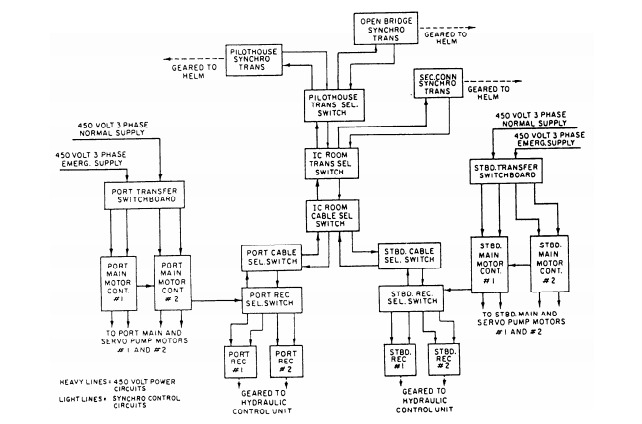 OPEN BRIDGE
SYNCHRO
TRANS
GEARED TO
HELM
PILOTHOUSE
SYNCHRO
TRANS
GEARED TO
HELM
SEC.CONN
SYNCHRO
TRANS
GEARED TO
HELM
PILOTHOUSE
TRANS SEL.
SWITCH
450 VOLT 3 PHASE
NORMAL SUPPLY
450 VOLT 3 PHASE
EMERG. SUPPLY
450 VOLT 3 PHASE
NORMAL SUPPLY
450 VOLT 3 PHASE
EMERG.SUPPLY
IC ROOM
TRANS SEL
SWITCH
PORT TRANSFER
SWITCHBOARD
STBD.TRANSFER
SWITCHBOARD
IC ROOM
CABLE SEL
SWITCH
PORT
MAIN
MOTOR
CONT.
#1
PORT
MAIN
MOTOR
CONT
#2
PORT CABLE
SEL.SWITCH
STBD. CABLE
SEL. SWITCH
STBD.
MAIN
MOTOR
CONT.
#1
STBD.
MAIN
MOTOR
CONT.
#2
PORT REC
SEL.SWITCH
STBD. REC.
SEL.SWITCH
TO PORT MAIN AND
SERVO PUMP MOTORS
#1 AND #2
TO STBD. MAIN AND
SERVO PUMP MOTORS
#1 AND #2
PORT
REC
#1
PORT
REC
#2
STBD.
REC
#1
STBD.
REC
#2
HEAVY LINES= 450 VOLT POWER
CIRCUITS
LIGHT LINES= SYNCHRO CONTROL
CIRCUITS
GEARED TO
HYDRAULIC
CONTROL UNIT
GEARED TO
HYDRAULIC
CONTROL UNIT